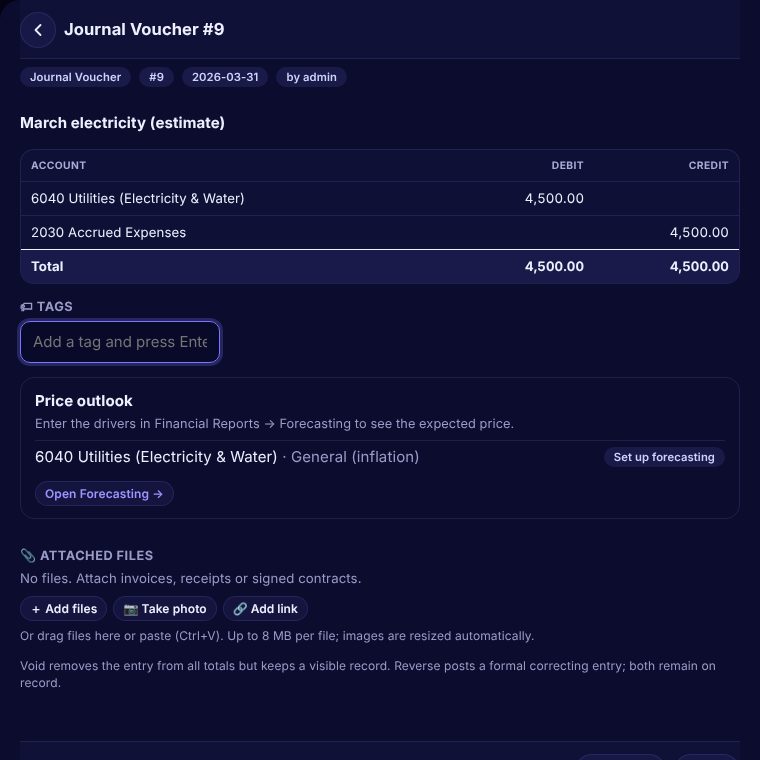 Journal Voucher #9
Journal Voucher #9 2026-03-31 by admin
March electricity (estimate)
ACCOUNT DEBIT CREDIT
6040 Utilities (Electricity & Water) 4,500.00
2030 Accrued Expenses 4,500.00
Total 4,500.00 4,500.00
TAGS
Add a tag and press Ente
Price outlook
Enter the drivers in Financial Reports → Forecasting to see the expected price.
6040 Utilities (Electricity & Water) · General (inflation) Set up forecasting
Open Forecasting →
ATTACHED FILES
No files. Attach invoices, receipts or signed contracts.
+ Add files Take photo Add link
Or drag files here or paste (Ctrl+V). Up to 8 MB per file; images are resized automatically.
Void removes the entry from all totals but keeps a visible record. Reverse posts a formal correcting entry; both remain on
record.